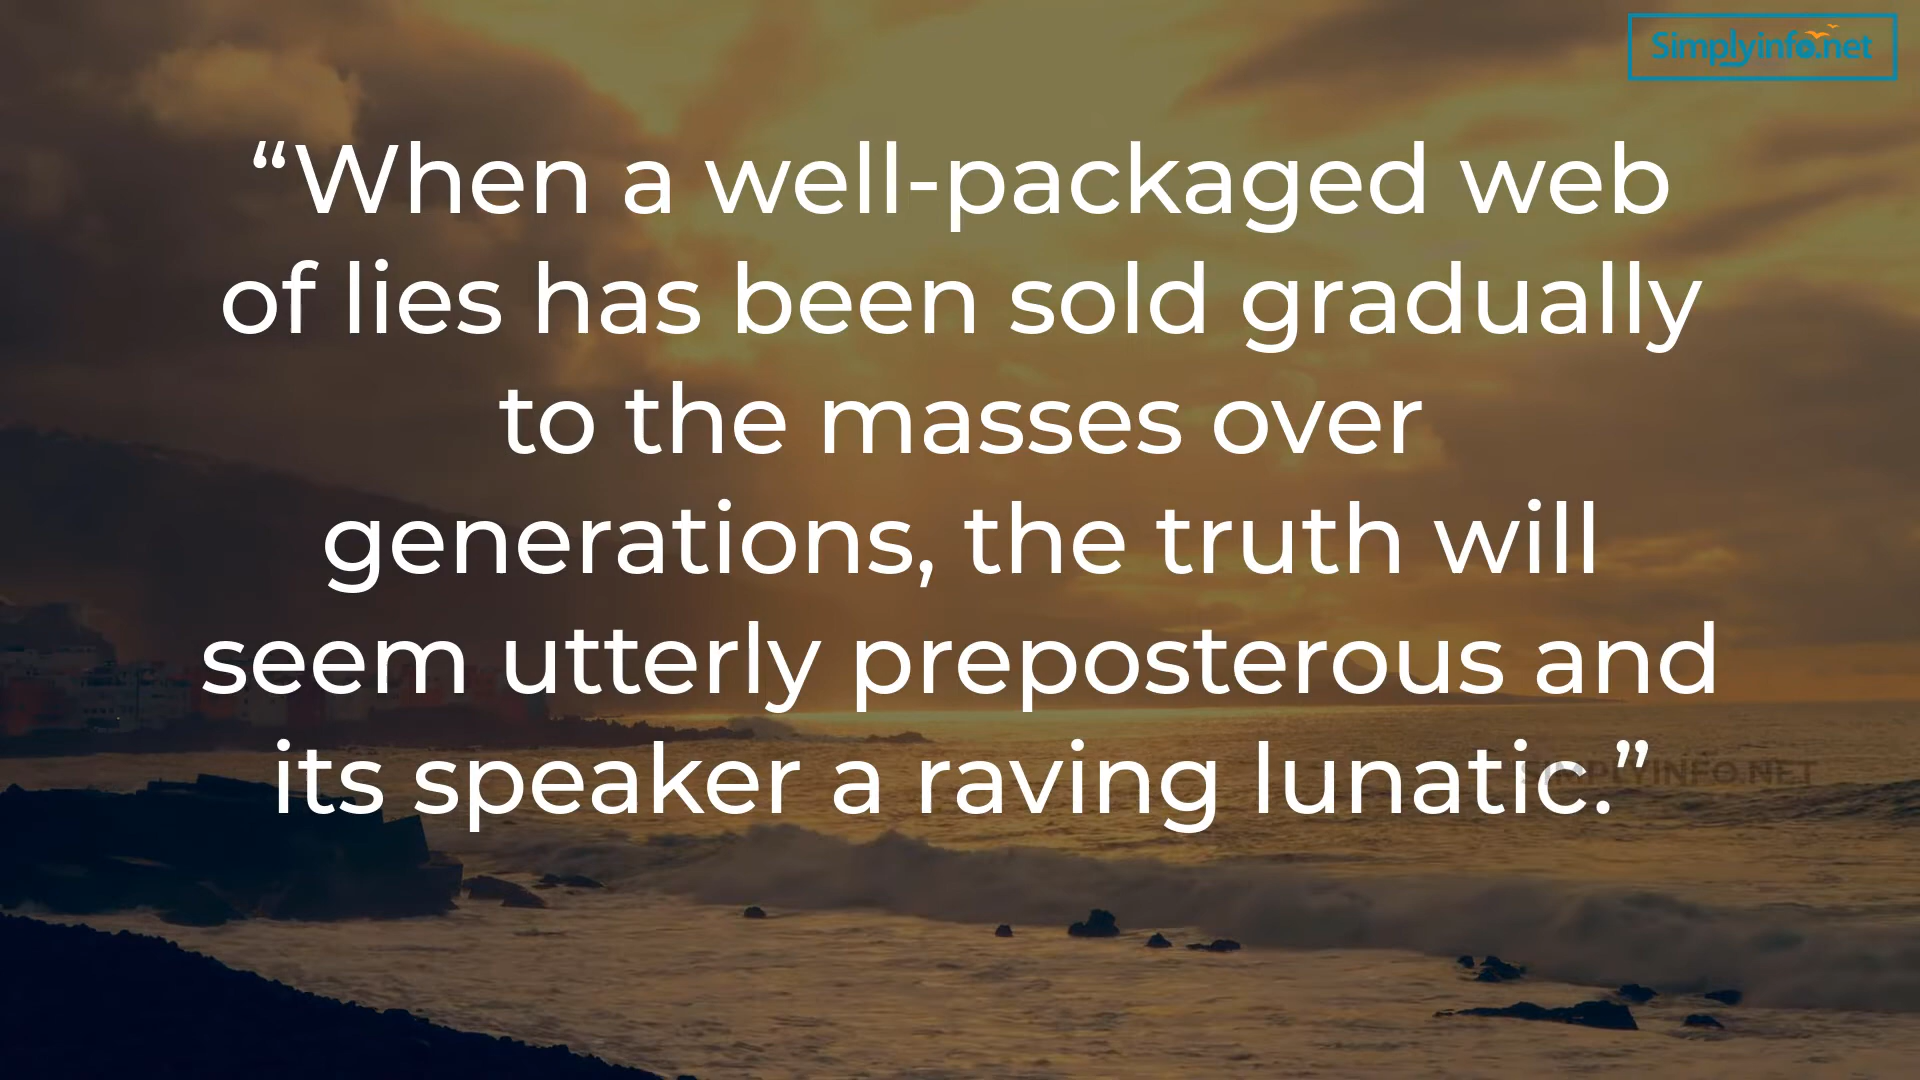 Simplyinfo.net
“When a well-packaged web
of lies has been sold gradually
to the masses over
generations, the truth will
seem utterly preposterous and
its speaker a raving lunatic.”
SIMPLYINFO.NET